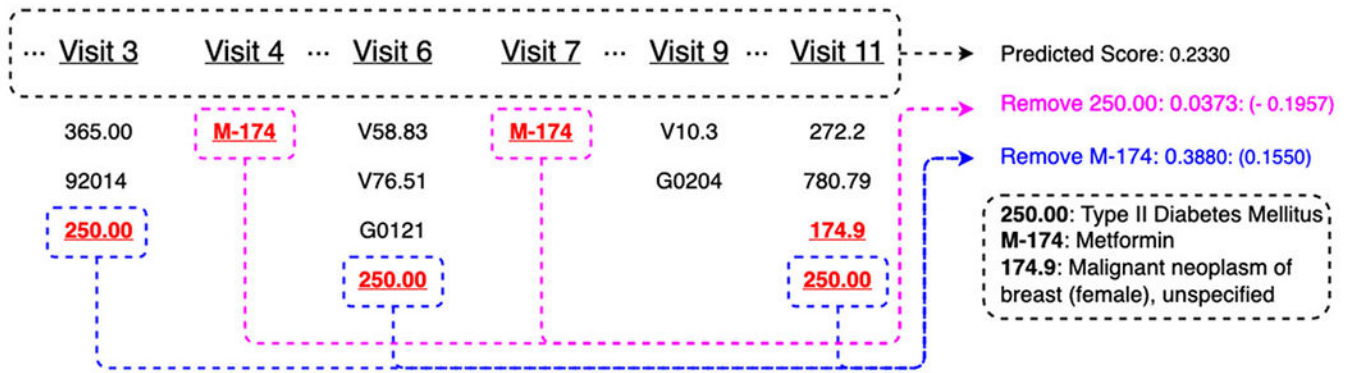 ... Visit 3 Visit 4 ... Visit 6 Visit 7 ... Visit 9 ... Visit 11
Predicted Score: 0.2330
Remove 250.00: 0.0373: (- 0.1957)
365.00 M-174 V58.83 M-174 V10.3 272.2
Remove M-174: 0.3880: (0.1550)
92014 V76.51 G0204 780.79
250.00 G0121 174.9
250.00 250.00
250.00: Type II Diabetes Mellitus
M-174: Metformin
174.9: Malignant neoplasm of
breast (female), unspecified